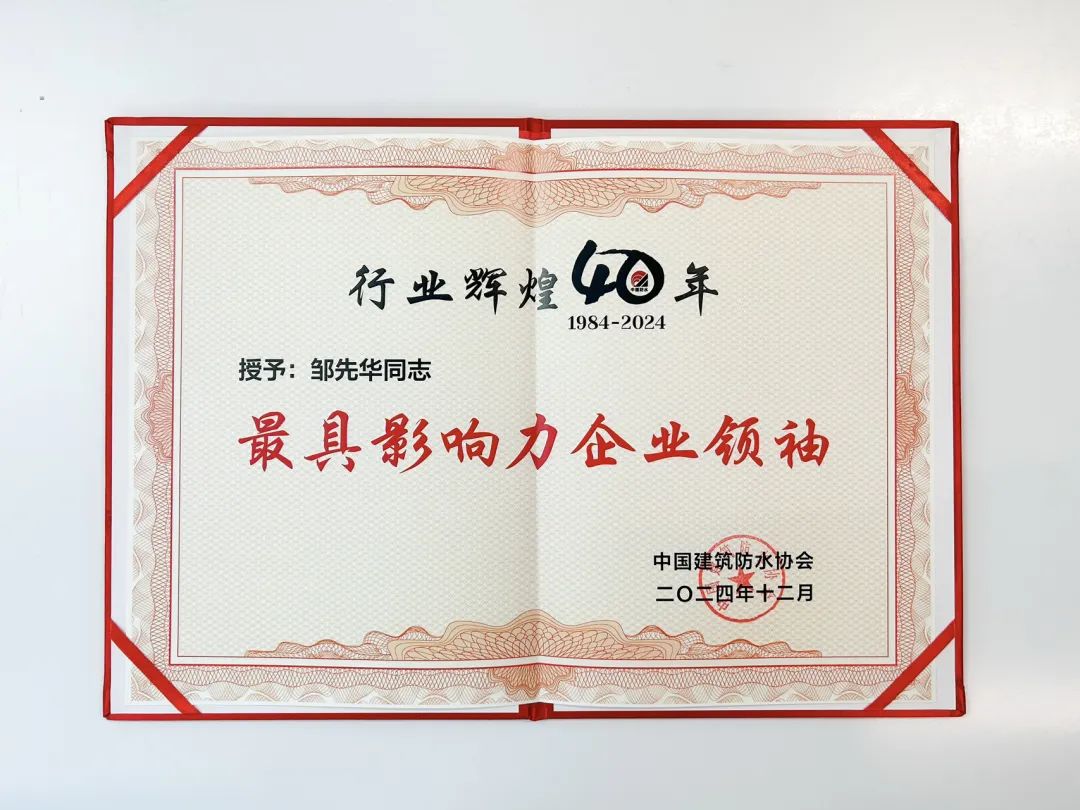 行业辉煌40年
1984-2024
授予：邹先华同志
最具影响力企业领袖
中国建筑防水协会
二〇二四年十二月